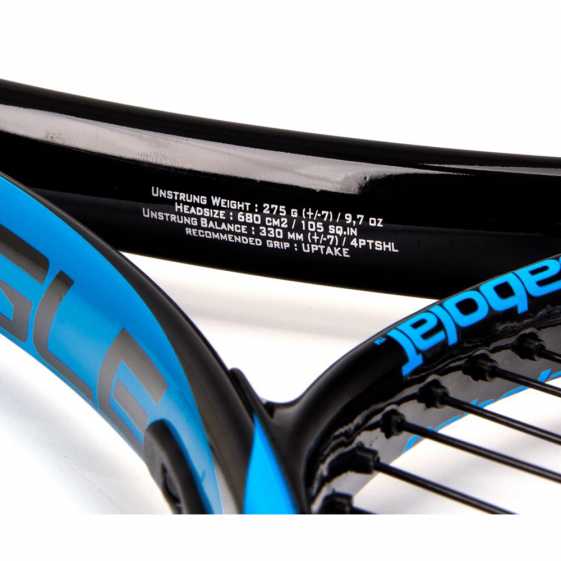 Unstrung Weight : 275 g (+/-7) / 9,7 oz
Headsize : 680 cm2 / 105 sq.in
Unstrung Balance : 330 mm (+/-7) / 4PTSHL
recommended grip : UPTAKE